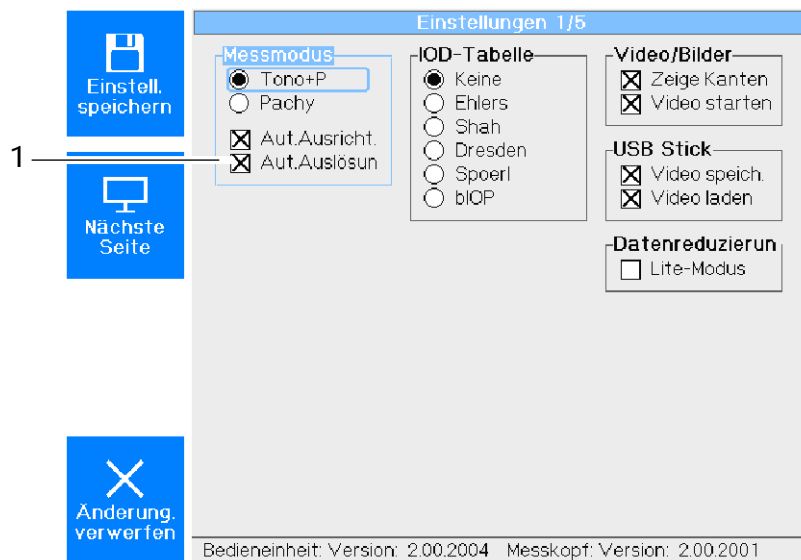 Einstellungen 1/5
Einstell.
speichern
1
Nächste
Seite
Änderung.
verwerfen
Messmodus
Tono+P
Pachy
Aut.Ausricht.
Aut.Auslösun
IOD-Tabelle
Keine
Ehlers
Shah
Dresden
Spoerl
bIOP
Video/Bilder
Zeige Kanten
Video starten
USB Stick
Video speich.
Video laden
Datenreduzierun
Lite-Modus
Bedieneinheit: Version: 2.00.2004 Messkopf: Version: 2.00.2001